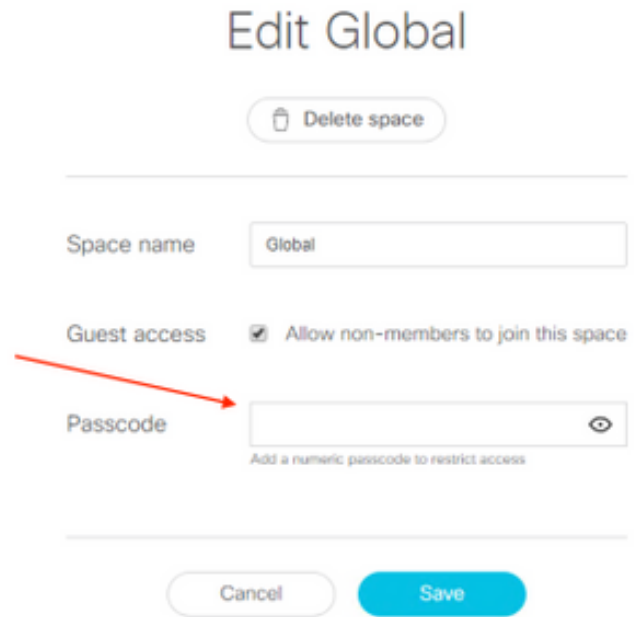 Edit Global
Delete space
Space name
Global
Guest access
Allow non-members to join this space
Passcode
Add a numeric passcode to restrict access
Cancel
Save